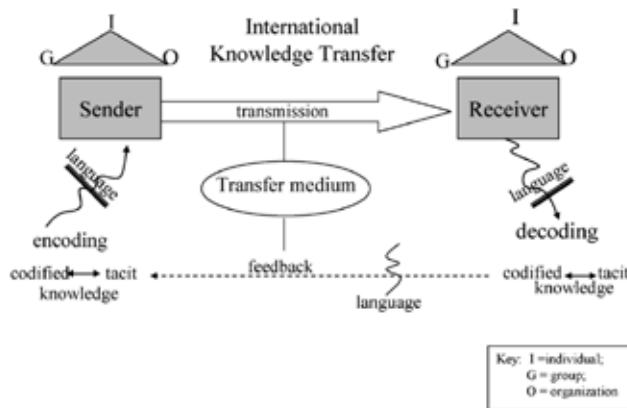 I
G
O
International
Knowledge Transfer
I
G
O
Sender
transmission
Receiver
language
Transfer medium
language
encoding
decoding
codified tacit
knowledge
feedback
language
codified tacit
knowledge
Key: I =individual;
G = group;
O = organization